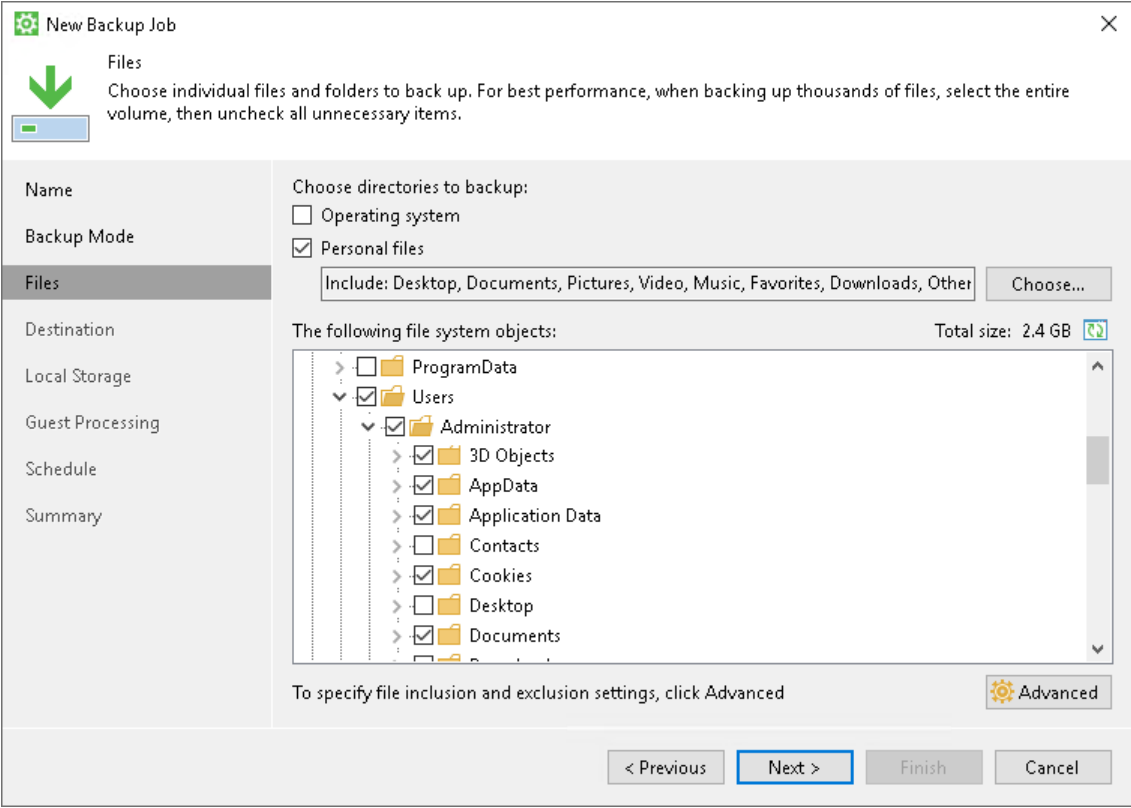 New Backup Job
Files
Choose individual files and folders to back up. For best performance, when backing up thousands of files, select the entire
volume, then uncheck all unnecessary items.
Name
Backup Mode
Files
Destination
Local Storage
Guest Processing
Schedule
Summary
Choose directories to backup:
Operating system
Personal files
Include: Desktop, Documents, Pictures, Video, Music, Favorites, Downloads, Other
Choose...
The following file system objects:
Total size: 2.4 GB
ProgramData
Users
Administrator
3D Objects
AppData
Application Data
Contacts
Cookies
Desktop
Documents
To specify file inclusion and exclusion settings, click Advanced
Advanced
< Previous
Next >
Finish
Cancel